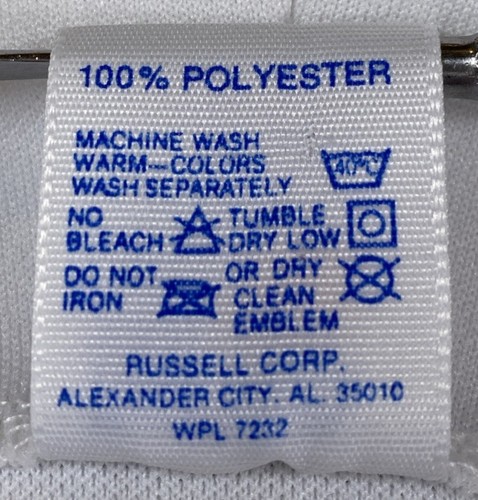 100% POLYESTER
MACHINE WASH
WARM—COLORS
WASH SEPARATELY
40°C
NO
BLEACH
TUMBLE
DRY LOW
DO NOT
IRON
OR DRY
CLEAN
EMBLEM
RUSSELL CORP.
ALEXANDER CITY. AL. 35010
WPL 7232